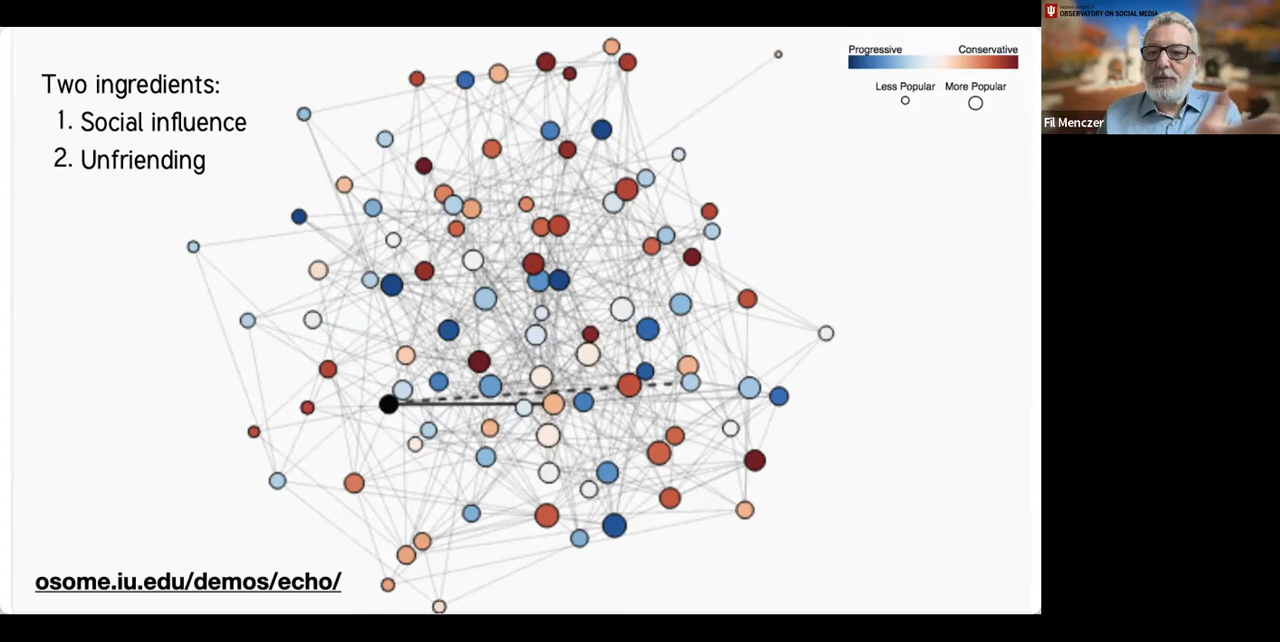 Two ingredients:
1. Social influence
2. Unfriending
Progressive Conservative
Less Popular More Popular
osome.iu.edu/demos/echo/
OBSERVATORY ON SOCIAL MEDIA
Fil Menczer